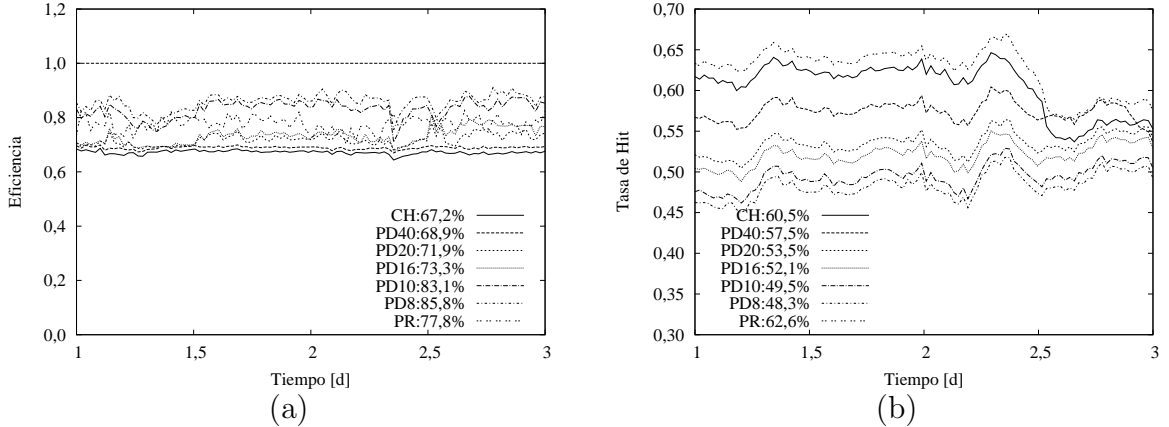 1,2
1,0
0,8
0,6
0,4
0,2
0,0
Eficiencia
CH:67,2%
PD40:68,9%
PD20:71,9%
PD16:73,3%
PD10:83,1%
PD8:85,8%
PR:77,8%
1 1,5 2 2,5 3
Tiempo [d]
(a)
0,70
0,65
0,60
0,55
0,50
0,45
0,40
0,35
0,30
Tasa de Hit
CH:60,5%
PD40:57,5%
PD20:53,5%
PD16:52,1%
PD10:49,5%
PD8:48,3%
PR:62,6%
1 1,5 2 2,5 3
Tiempo [d]
(b)